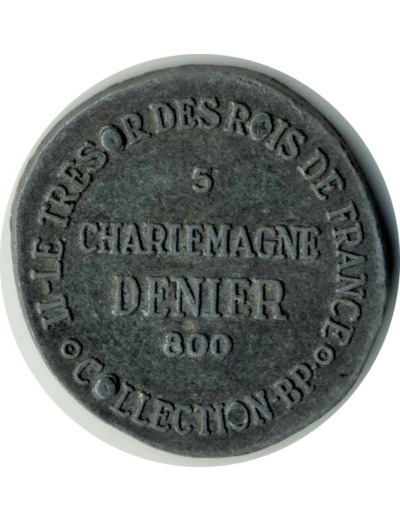 II-LE TRESOR DES ROIS DE FRANCE
5
CHARLEMAGNE
DENIER
800
COLLECTION-BP